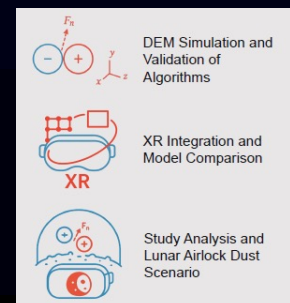 Fn
− +
y
x z
DEM Simulation and
Validation of
Algorithms
XR Integration and
Model Comparison
XR
Fn
+ +
Study Analysis and
Lunar Airlock Dust
Scenario